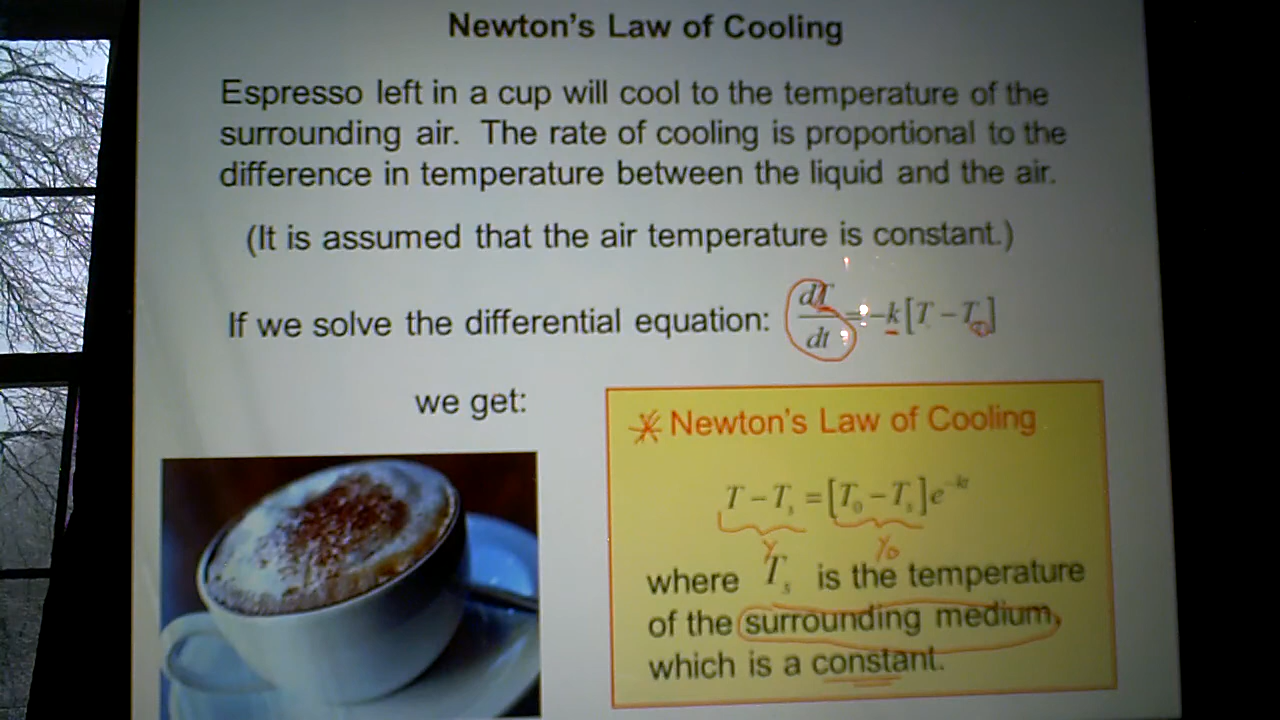 Newton's Law of Cooling
Espresso left in a cup will cool to the temperature of the
surrounding air. The rate of cooling is proportional to the
difference in temperature between the liquid and the air.
(It is assumed that the air temperature is constant.)
If we solve the differential equation: dT/dt = -k[T - Tₛ]
we get:
Newton's Law of Cooling
T - Tₛ = [T₀ - Tₛ]e^-kt
y y₀
where Tₛ is the temperature
of the surrounding medium,
which is a constant.